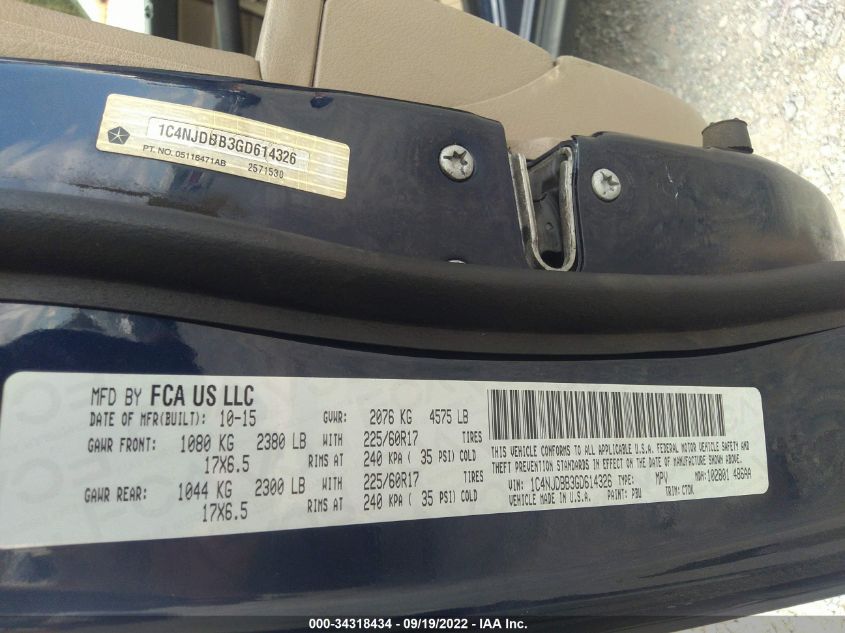 1C4NJDBB3GD614326
PT. NO. 05116471AB 2571530
MFD BY FCA US LLC
DATE OF MFR(BUILT): 10-15 GVWR: 2076 KG 4575 LB
GAWR FRONT: 1080 KG 2380 LB WITH 225/60R17 TIRES
17X6.5 RIMS AT 240 KPA ( 35 PSI) COLD
GAWR REAR: 1044 KG 2300 LB WITH 225/60R17 TIRES
17X6.5 RIMS AT 240 KPA ( 35 PSI) COLD
THIS VEHICLE CONFORMS TO ALL APPLICABLE U.S.A. FEDERAL MOTOR VEHICLE SAFETY AND
THEFT PREVENTION STANDARDS IN EFFECT ON THE DATE OF MANUFACTURE SHOWN ABOVE.
VIN: 1C4NJDBB3GD614326 TYPE: MPV MDH: 102801 486AA
VEHICLE MADE IN U.S.A. PAINT: PBU TRIM: CTDK
000-34318434 - 09/19/2022 - IAA Inc.